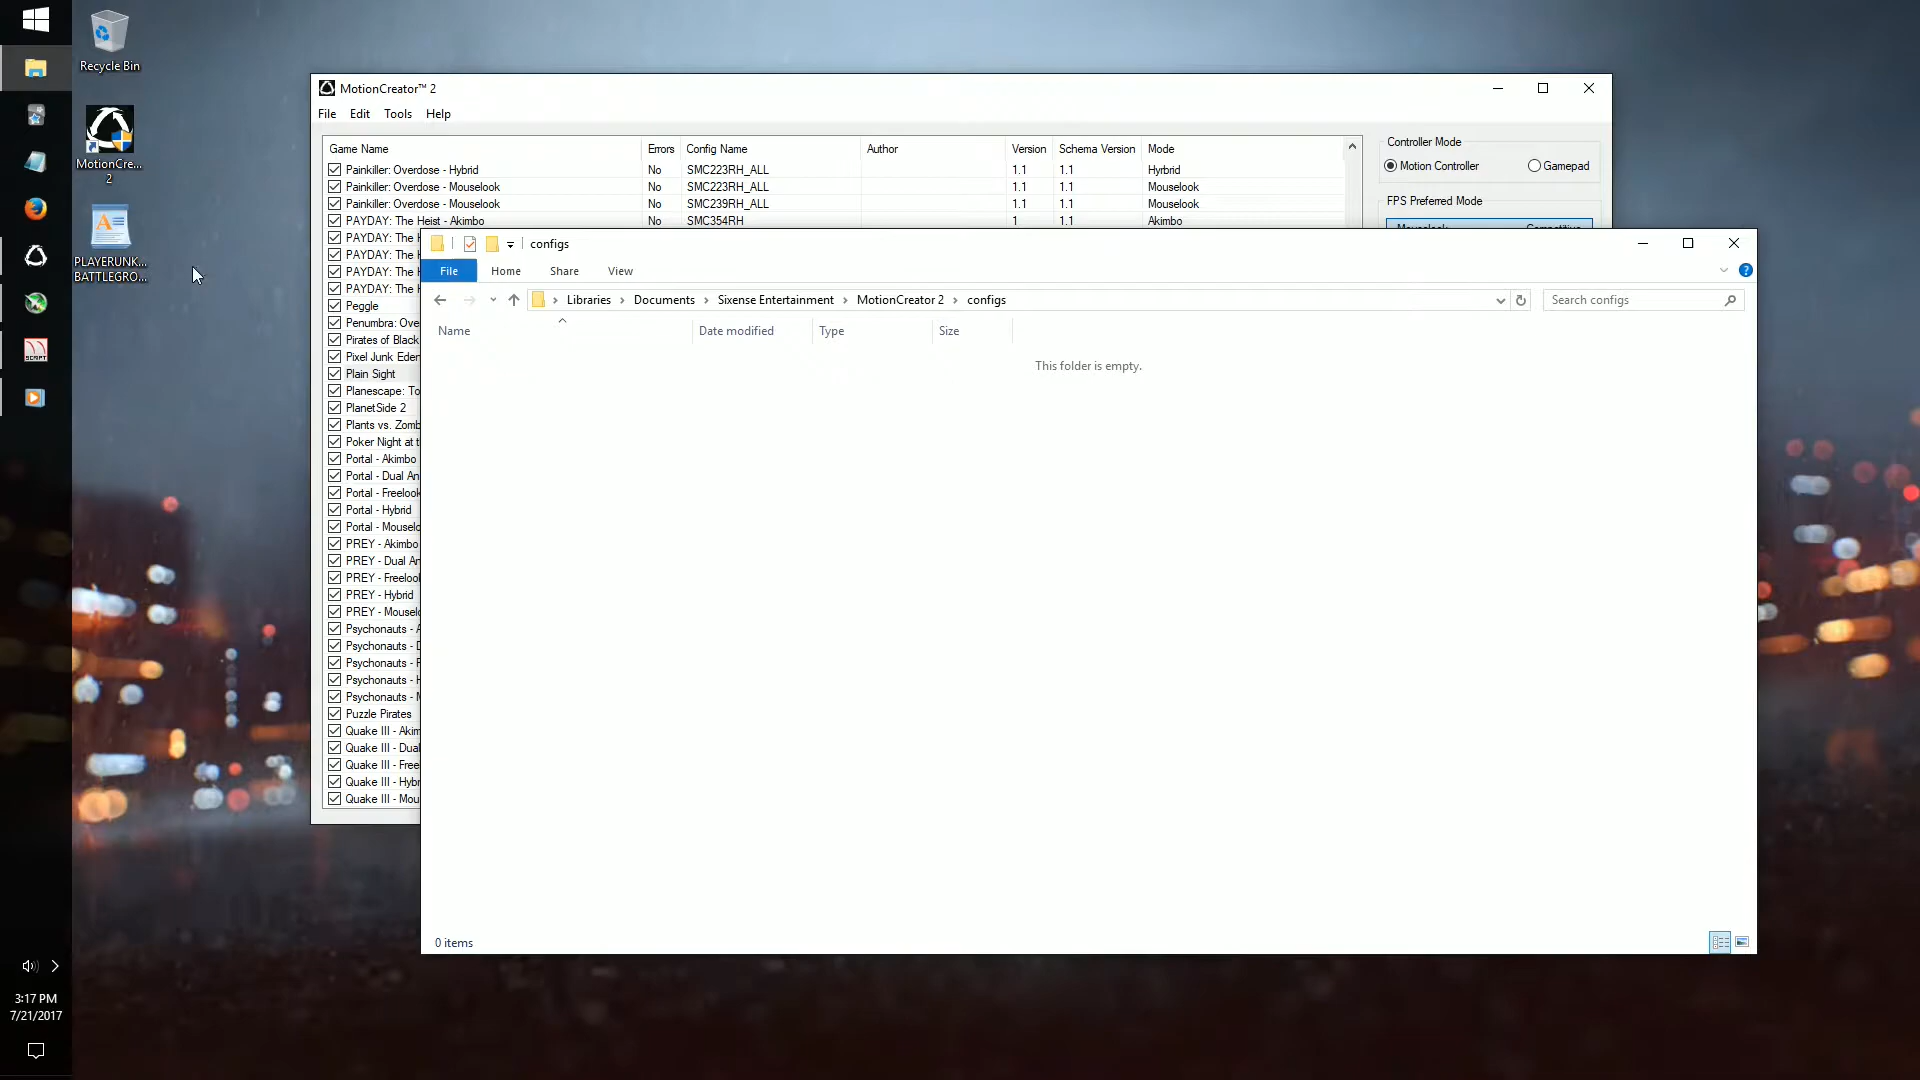 Recycle Bin
MotionCre...
2
PLAYERUNK...
BATTLEGRO...
3:17 PM
7/21/2017
MotionCreator™ 2
File Edit Tools Help
Game Name Errors Config Name Author Version Schema Version Mode
Painkiller: Overdose - Hybrid No SMC223RH_ALL 1.1 1.1 Hyrbrid
Painkiller: Overdose - Mouselook No SMC223RH_ALL 1.1 1.1 Mouselook
Painkiller: Overdose - Mouselook No SMC239RH_ALL 1.1 1.1 Mouselook
PAYDAY: The Heist - Akimbo No SMC354RH 1 1.1 Akimbo
PAYDAY: The H
PAYDAY: The H
PAYDAY: The H
PAYDAY: The H
Peggle
Penumbra: Ove
Pirates of Black
Pixel Junk Eden
Plain Sight
Planescape: To
PlanetSide 2
Plants vs. Zomb
Poker Night at t
Portal - Akimbo
Portal - Dual An
Portal - Freelook
Portal - Hybrid
Portal - Mouselo
PREY - Akimbo
PREY - Dual An
PREY - Freelool
PREY - Hybrid
PREY - Mouselo
Psychonauts - A
Psychonauts - D
Psychonauts - F
Psychonauts - H
Psychonauts - M
Puzzle Pirates
Quake III - Akim
Quake III - Dual
Quake III - Free
Quake III - Hybr
Quake III - Mou
Controller Mode
Motion Controller Gamepad
FPS Preferred Mode
Mouselook Competitive
configs
File Home Share View
Libraries Documents Sixense Entertainment MotionCreator 2 configs
Search configs
Name Date modified Type Size
This folder is empty.
0 items
SCRIPT